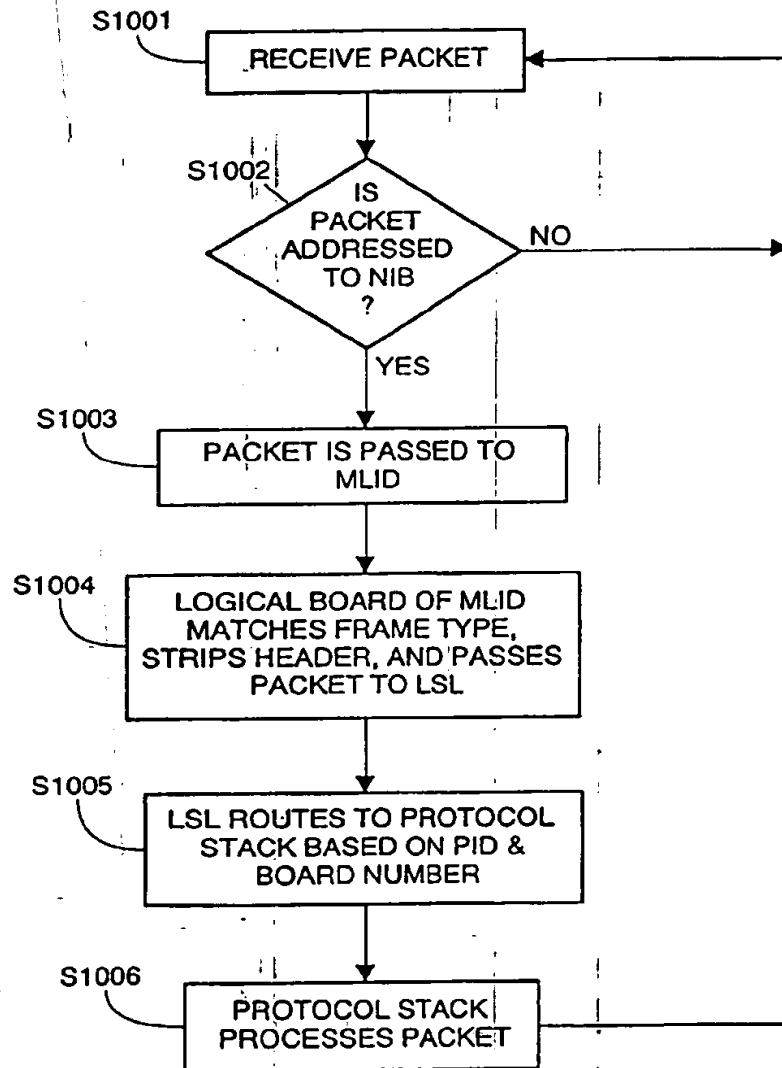 S1001
RECEIVE PACKET
S1002
IS
PACKET
ADDRESSED
TO NIB
?
NO
YES
S1003
PACKET IS PASSED TO
MLID
S1004
LOGICAL BOARD OF MLID
MATCHES FRAME TYPE,
STRIPS HEADER, AND PASSES
PACKET TO LSL
S1005
LSL ROUTES TO PROTOCOL
STACK BASED ON PID &
BOARD NUMBER
S1006
PROTOCOL STACK
PROCESSES PACKET